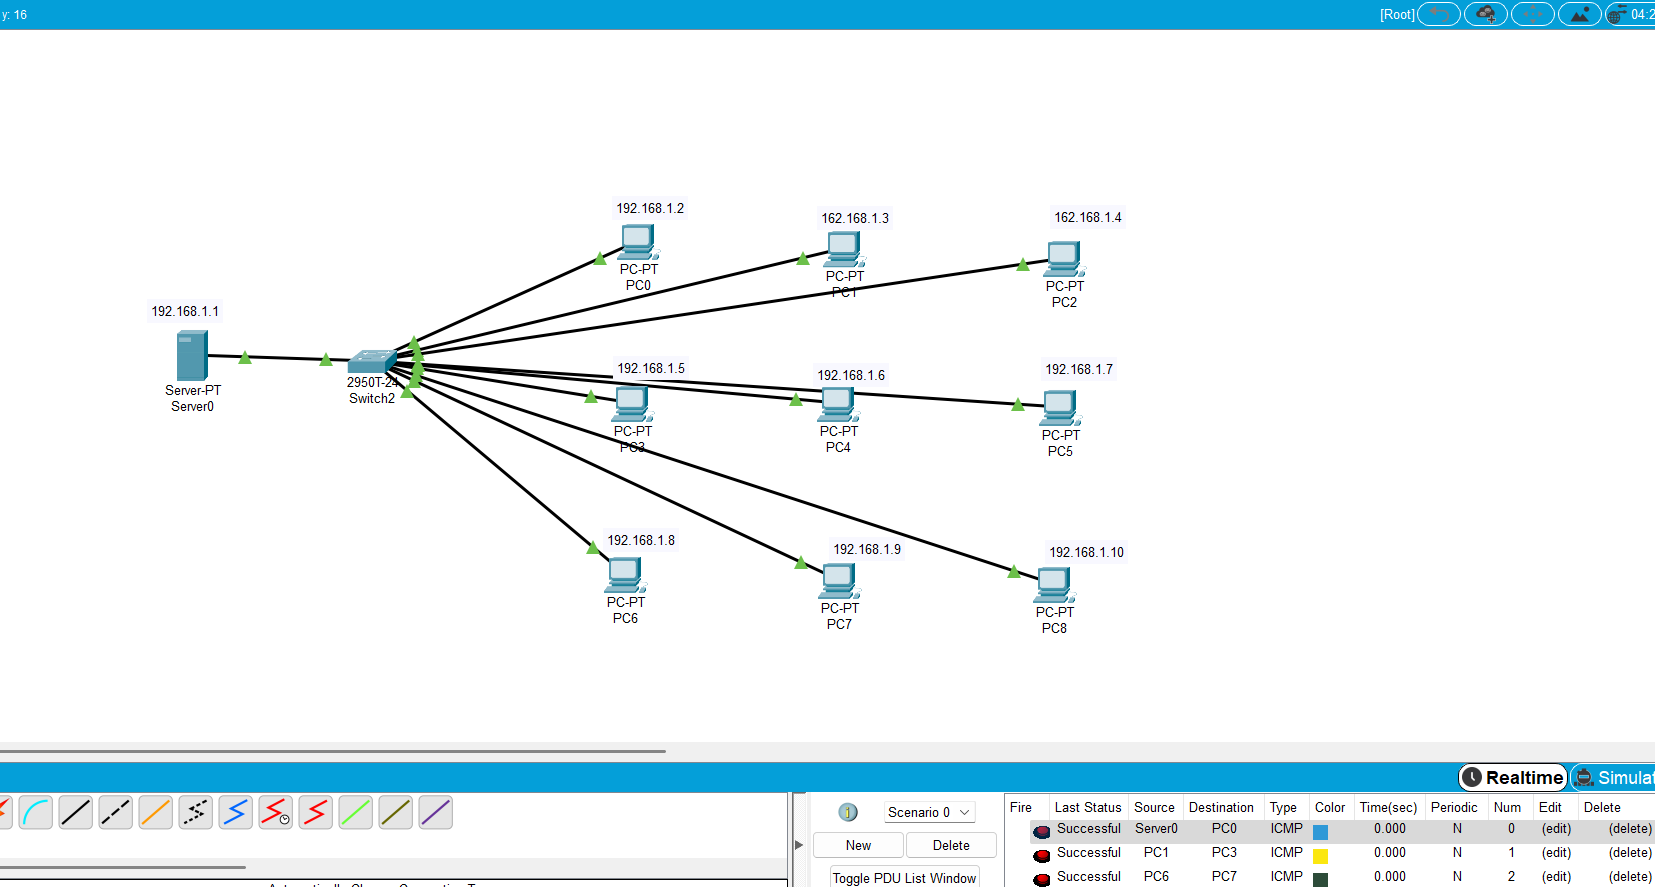 y: 16
[Root]
04:2
192.168.1.2
162.168.1.3
162.168.1.4
PC-PT
PC0
PC-PT
PC1
PC-PT
PC2
192.168.1.1
Server-PT
Server0
2950T-24
Switch2
192.168.1.5
192.168.1.6
192.168.1.7
PC-PT
PC3
PC-PT
PC4
PC-PT
PC5
192.168.1.8
192.168.1.9
192.168.1.10
PC-PT
PC6
PC-PT
PC7
PC-PT
PC8
Realtime
Simulat
Scenario 0
New
Delete
Toggle PDU List Window
Fire Last Status Source Destination Type Color Time(sec) Periodic Num Edit Delete
Successful Server0 PC0 ICMP 0.000 N 0 (edit) (delete)
Successful PC1 PC3 ICMP 0.000 N 1 (edit) (delete)
Successful PC6 PC7 ICMP 0.000 N 2 (edit) (delete)